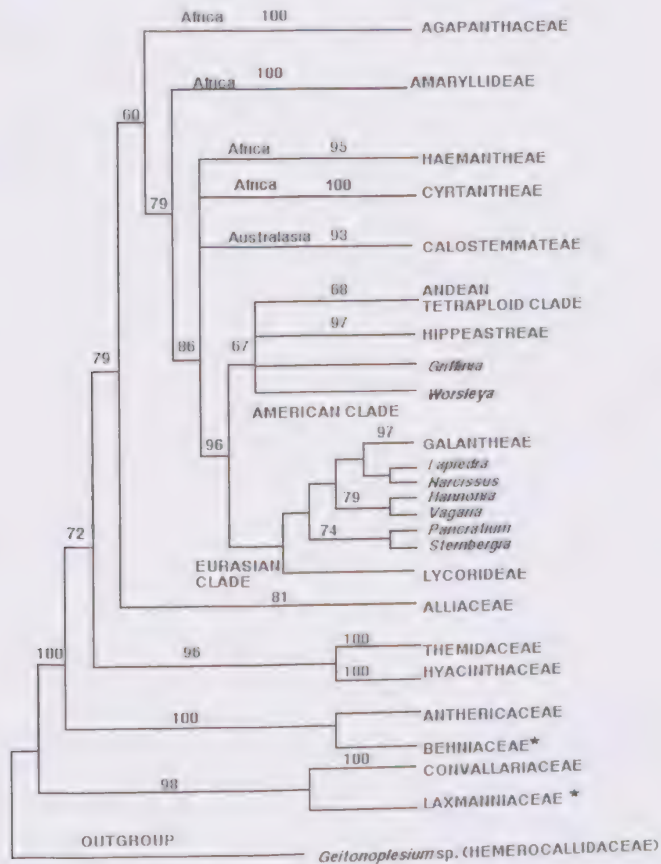 Africa 100
AGAPANTHACEAE
Africa 100
AMARYLLIDEAE
60
Africa 95
HAEMANTHEAE
Africa 100
CYRTANTHEAE
79
Australasia 93
CALOSTEMMATEAE
68
ANDEAN
TETRAPLOID CLADE
97
HIPPEASTREAE
79 86 67
Griffinia
Worsleya
AMERICAN CLADE
97
96
GALANTHEAE
Lapiedra
Narcissus
79
Hannonia
Vagaria
72
74
Pancratium
Sternbergia
EURASIAN
CLADE
LYCORIDEAE
81
ALLIACEAE
100
96
100
THEMIDACEAE
100
HYACINTHACEAE
100
ANTHERICACEAE
BEHNIACEAE*
98
100
CONVALLARIACEAE
LAXMANNIACEAE *
OUTGROUP
Geitonoplesium sp. (HEMEROCALLIDACEAE)